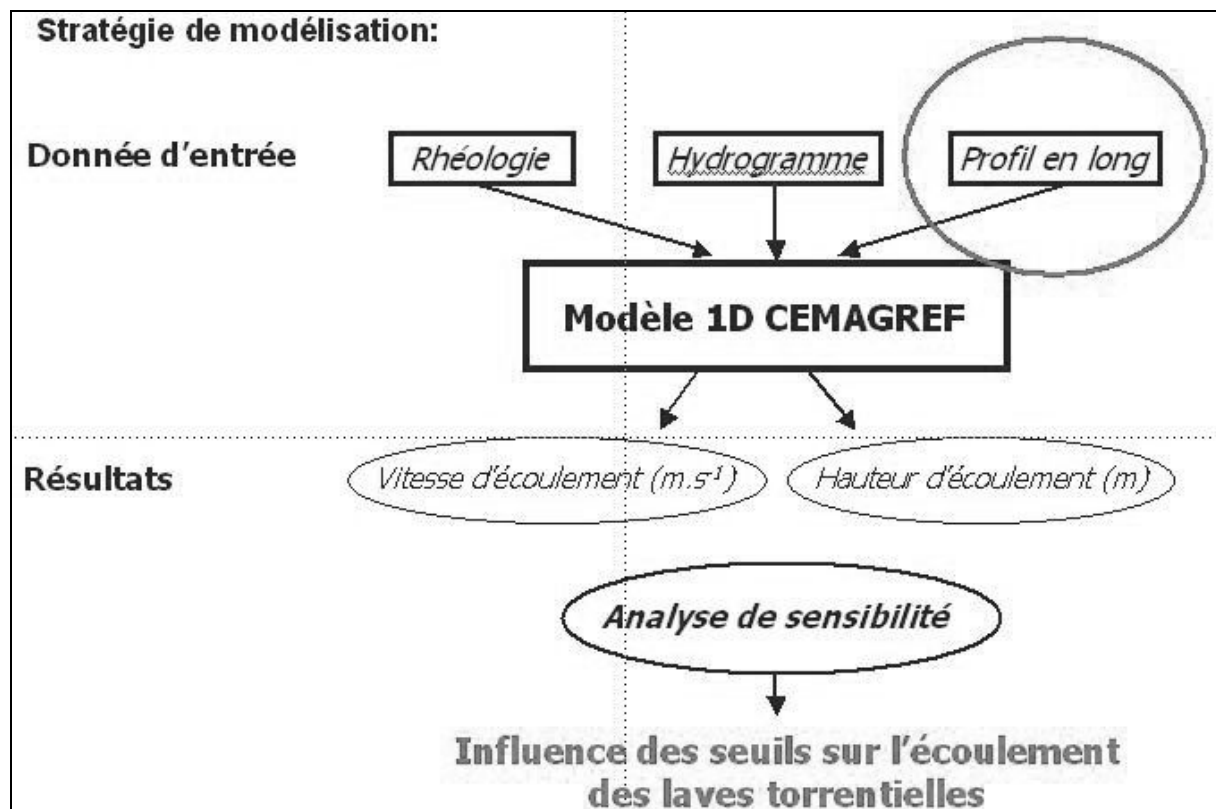 Stratégie de modélisation:
Donnée d'entrée
Rhéologie
Hydrogramme
Profil en long
Modèle 1D CEMAGREF
Résultats
Vitesse d'écoulement (m.s⁻¹)
Hauteur d'écoulement (m)
Analyse de sensibilité
Influence des seuils sur l'écoulement
des laves torrentielles